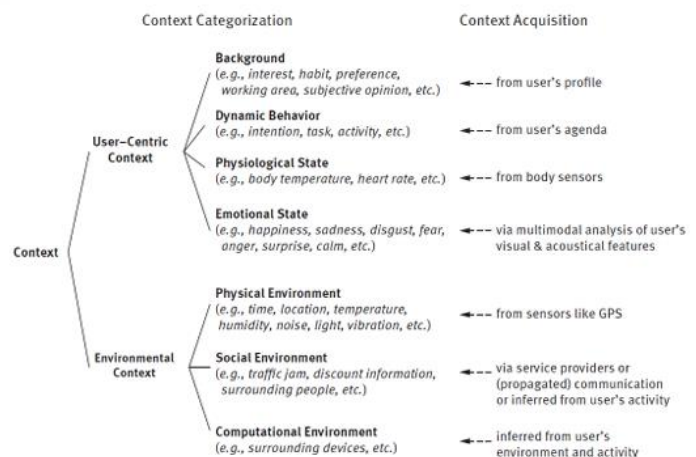 Context Categorization
Context Acquisition
Background
(e.g., interest, habit, preference,
working area, subjective opinion, etc.)
from user's profile
Dynamic Behavior
(e.g., intention, task, activity, etc.)
from user's agenda
User–Centric
Context
Physiological State
(e.g., body temperature, heart rate, etc.)
from body sensors
Emotional State
(e.g., happiness, sadness, disgust, fear,
anger, surprise, calm, etc.)
via multimodal analysis of user's
visual & acoustical features
Context
Physical Environment
(e.g., time, location, temperature,
humidity, noise, light, vibration, etc.)
from sensors like GPS
Environmental
Context
Social Environment
(e.g., traffic jam, discount information,
surrounding people, etc.)
via service providers or
(propagated) communication
or inferred from user's activity
Computational Environment
(e.g., surrounding devices, etc.)
inferred from user's
environment and activity